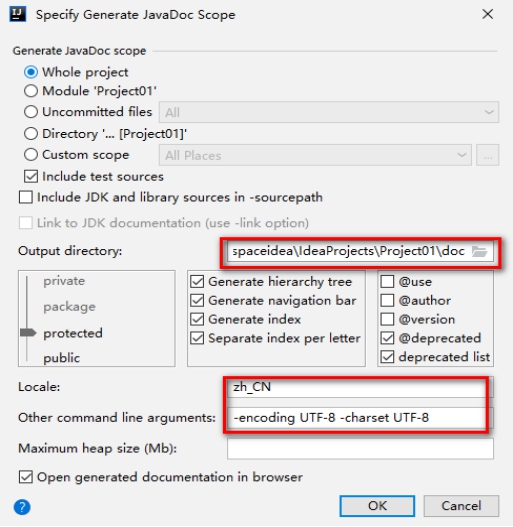 IJ Specify Generate JavaDoc Scope
Generate JavaDoc scope
Whole project
Module 'Project01'
Uncommitted files All
Directory '... [Project01]'
Custom scope All Places ...
Include test sources
Include JDK and library sources in -sourcepath
Link to JDK documentation (use -link option)
Output directory: spaceidea\IdeaProjects\Project01\doc
private Generate hierarchy tree @use
package Generate navigation bar @author
protected Generate index @version
public Separate index per letter @deprecated
deprecated list
Locale: zh_CN
Other command line arguments: -encoding UTF-8 -charset UTF-8
Maximum heap size (Mb):
Open generated documentation in browser
? OK Cancel